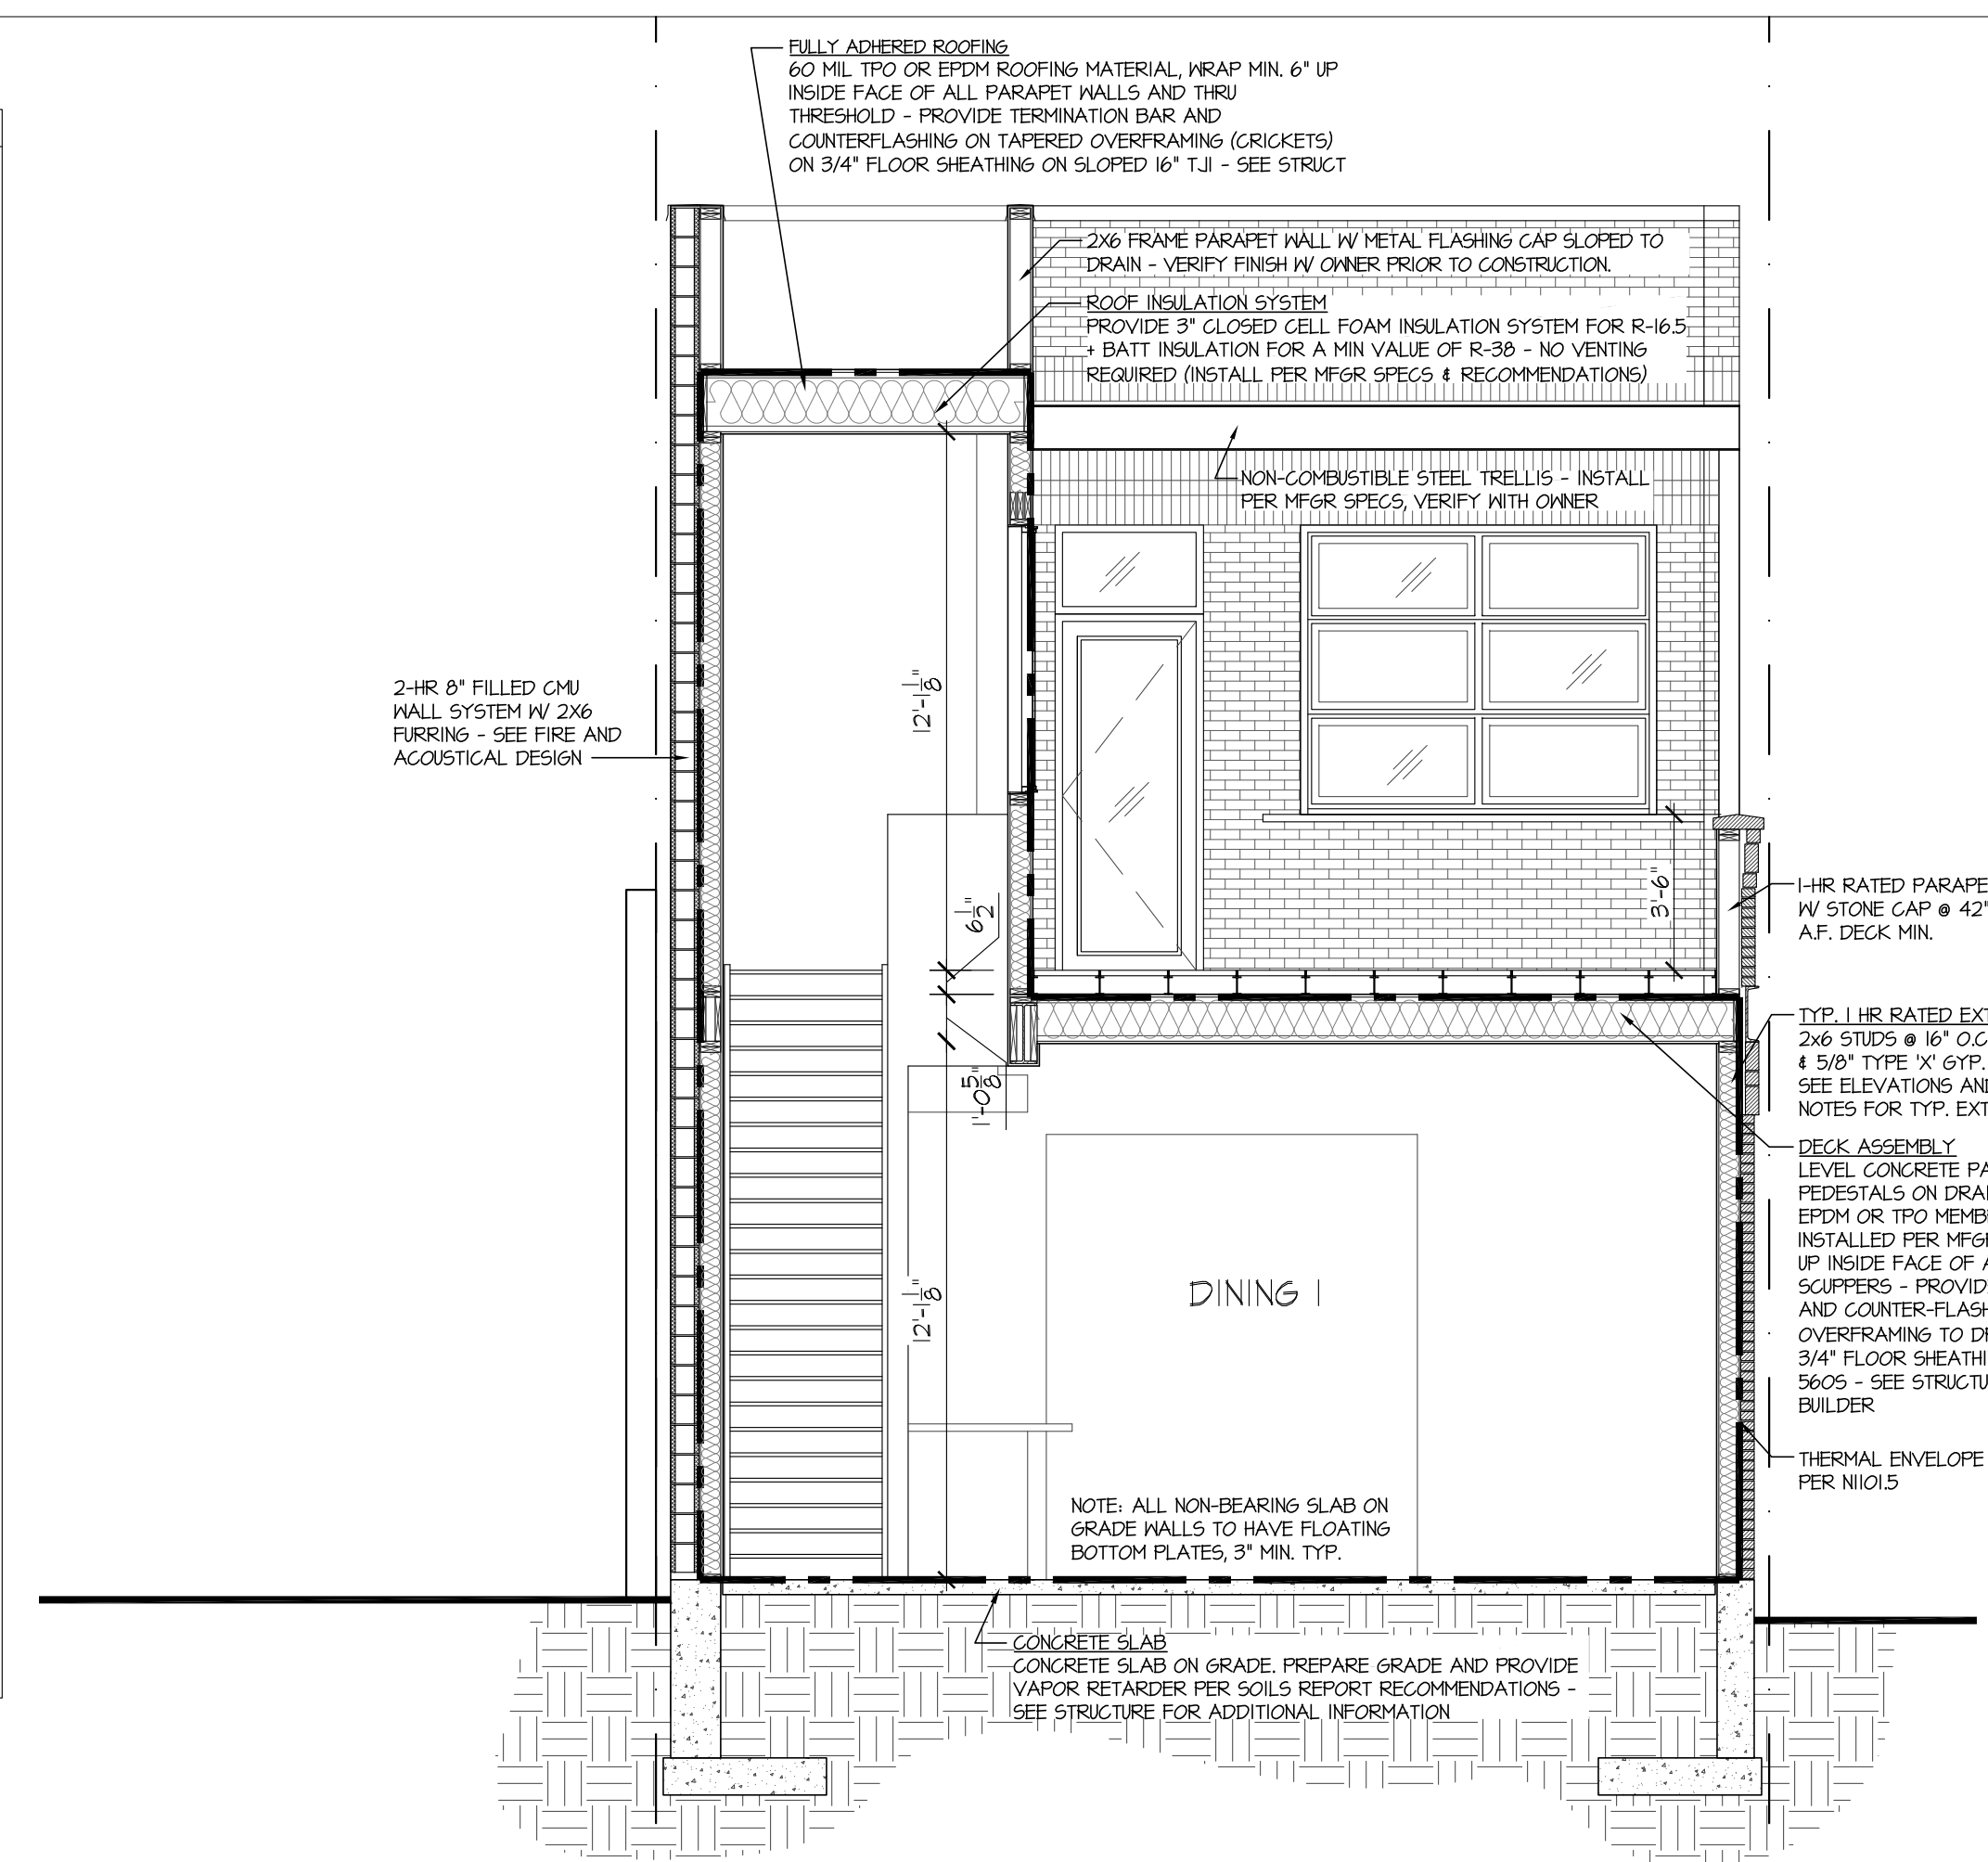 FULLY ADHERED ROOFING
60 MIL TPO OR EPDM ROOFING MATERIAL, WRAP MIN. 6" UP
INSIDE FACE OF ALL PARAPET WALLS AND THRU
THRESHOLD - PROVIDE TERMINATION BAR AND
COUNTERFLASHING ON TAPERED OVERFRAMING (CRICKETS)
ON 3/4" FLOOR SHEATHING ON SLOPED 16" TJI - SEE STRUCT
2X6 FRAME PARAPET WALL W/ METAL FLASHING CAP SLOPED TO
DRAIN - VERIFY FINISH W/ OWNER PRIOR TO CONSTRUCTION.
ROOF INSULATION SYSTEM
PROVIDE 3" CLOSED CELL FOAM INSULATION SYSTEM FOR R-16.5
+ BATT INSULATION FOR A MIN VALUE OF R-38 - NO VENTING
REQUIRED (INSTALL PER MFGR SPECS & RECOMMENDATIONS)
NON-COMBUSTIBLE STEEL TRELLIS - INSTALL
PER MFGR SPECS, VERIFY WITH OWNER
2-HR 8" FILLED CMU
WALL SYSTEM W/ 2X6
FURRING - SEE FIRE AND
ACOUSTICAL DESIGN
12'-1 1/8"
6 1/2"
3'-6"
1'-0 5/8"
12'-1 1/8"
1-HR RATED PARAPE
W/ STONE CAP @ 42"
A.F. DECK MIN.
TYP. 1 HR RATED EXT
2x6 STUDS @ 16" O.C
& 5/8" TYPE 'X' GYP.
SEE ELEVATIONS AND
NOTES FOR TYP. EXT
DECK ASSEMBLY
LEVEL CONCRETE PA
PEDESTALS ON DRAI
EPDM OR TPO MEMB
INSTALLED PER MFG
UP INSIDE FACE OF A
SCUPPERS - PROVID
AND COUNTER-FLASH
OVERFRAMING TO DR
3/4" FLOOR SHEATHI
560S - SEE STRUCTU
BUILDER
THERMAL ENVELOPE
PER N1101.5
DINING 1
NOTE: ALL NON-BEARING SLAB ON
GRADE WALLS TO HAVE FLOATING
BOTTOM PLATES, 3" MIN. TYP.
CONCRETE SLAB
CONCRETE SLAB ON GRADE. PREPARE GRADE AND PROVIDE
VAPOR RETARDER PER SOILS REPORT RECOMMENDATIONS -
SEE STRUCTURE FOR ADDITIONAL INFORMATION